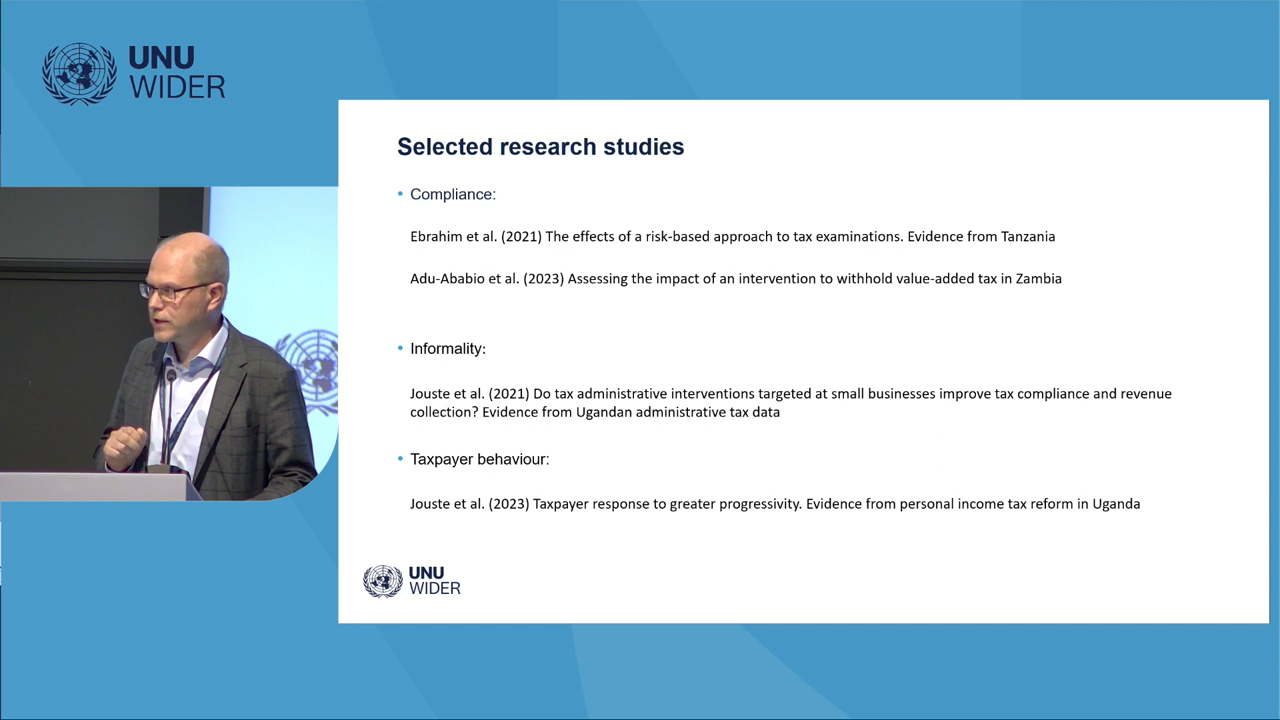 UNU
WIDER
Selected research studies
• Compliance:
Ebrahim et al. (2021) The effects of a risk-based approach to tax examinations. Evidence from Tanzania
Adu-Ababio et al. (2023) Assessing the impact of an intervention to withhold value-added tax in Zambia
• Informality:
Jouste et al. (2021) Do tax administrative interventions targeted at small businesses improve tax compliance and revenue
collection? Evidence from Ugandan administrative tax data
• Taxpayer behaviour:
Jouste et al. (2023) Taxpayer response to greater progressivity. Evidence from personal income tax reform in Uganda
UNU
WIDER